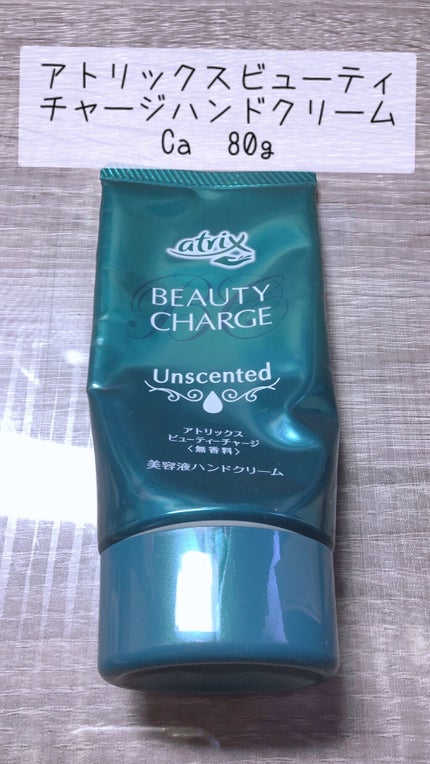 アトリックスビューティ
チャージハンドクリーム
Ca 80g
atrix
BEAUTY
CHARGE
Unscented
アトリックス
ビューティーチャージ
〈無香料〉
美容液ハンドクリーム